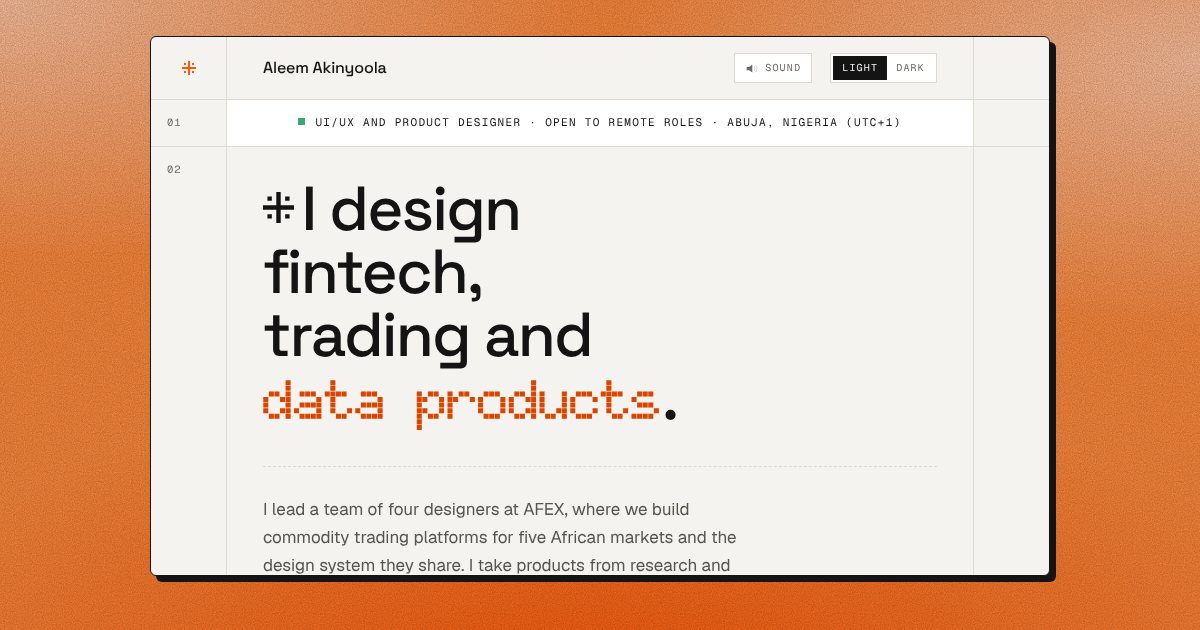 Aleem Akinyoola
SOUND
LIGHT DARK
01
UI/UX AND PRODUCT DESIGNER · OPEN TO REMOTE ROLES · ABUJA, NIGERIA (UTC+1)
02
I design
fintech,
trading and
data products.
I lead a team of four designers at AFEX, where we build
commodity trading platforms for five African markets and the
design system they share. I take products from research and